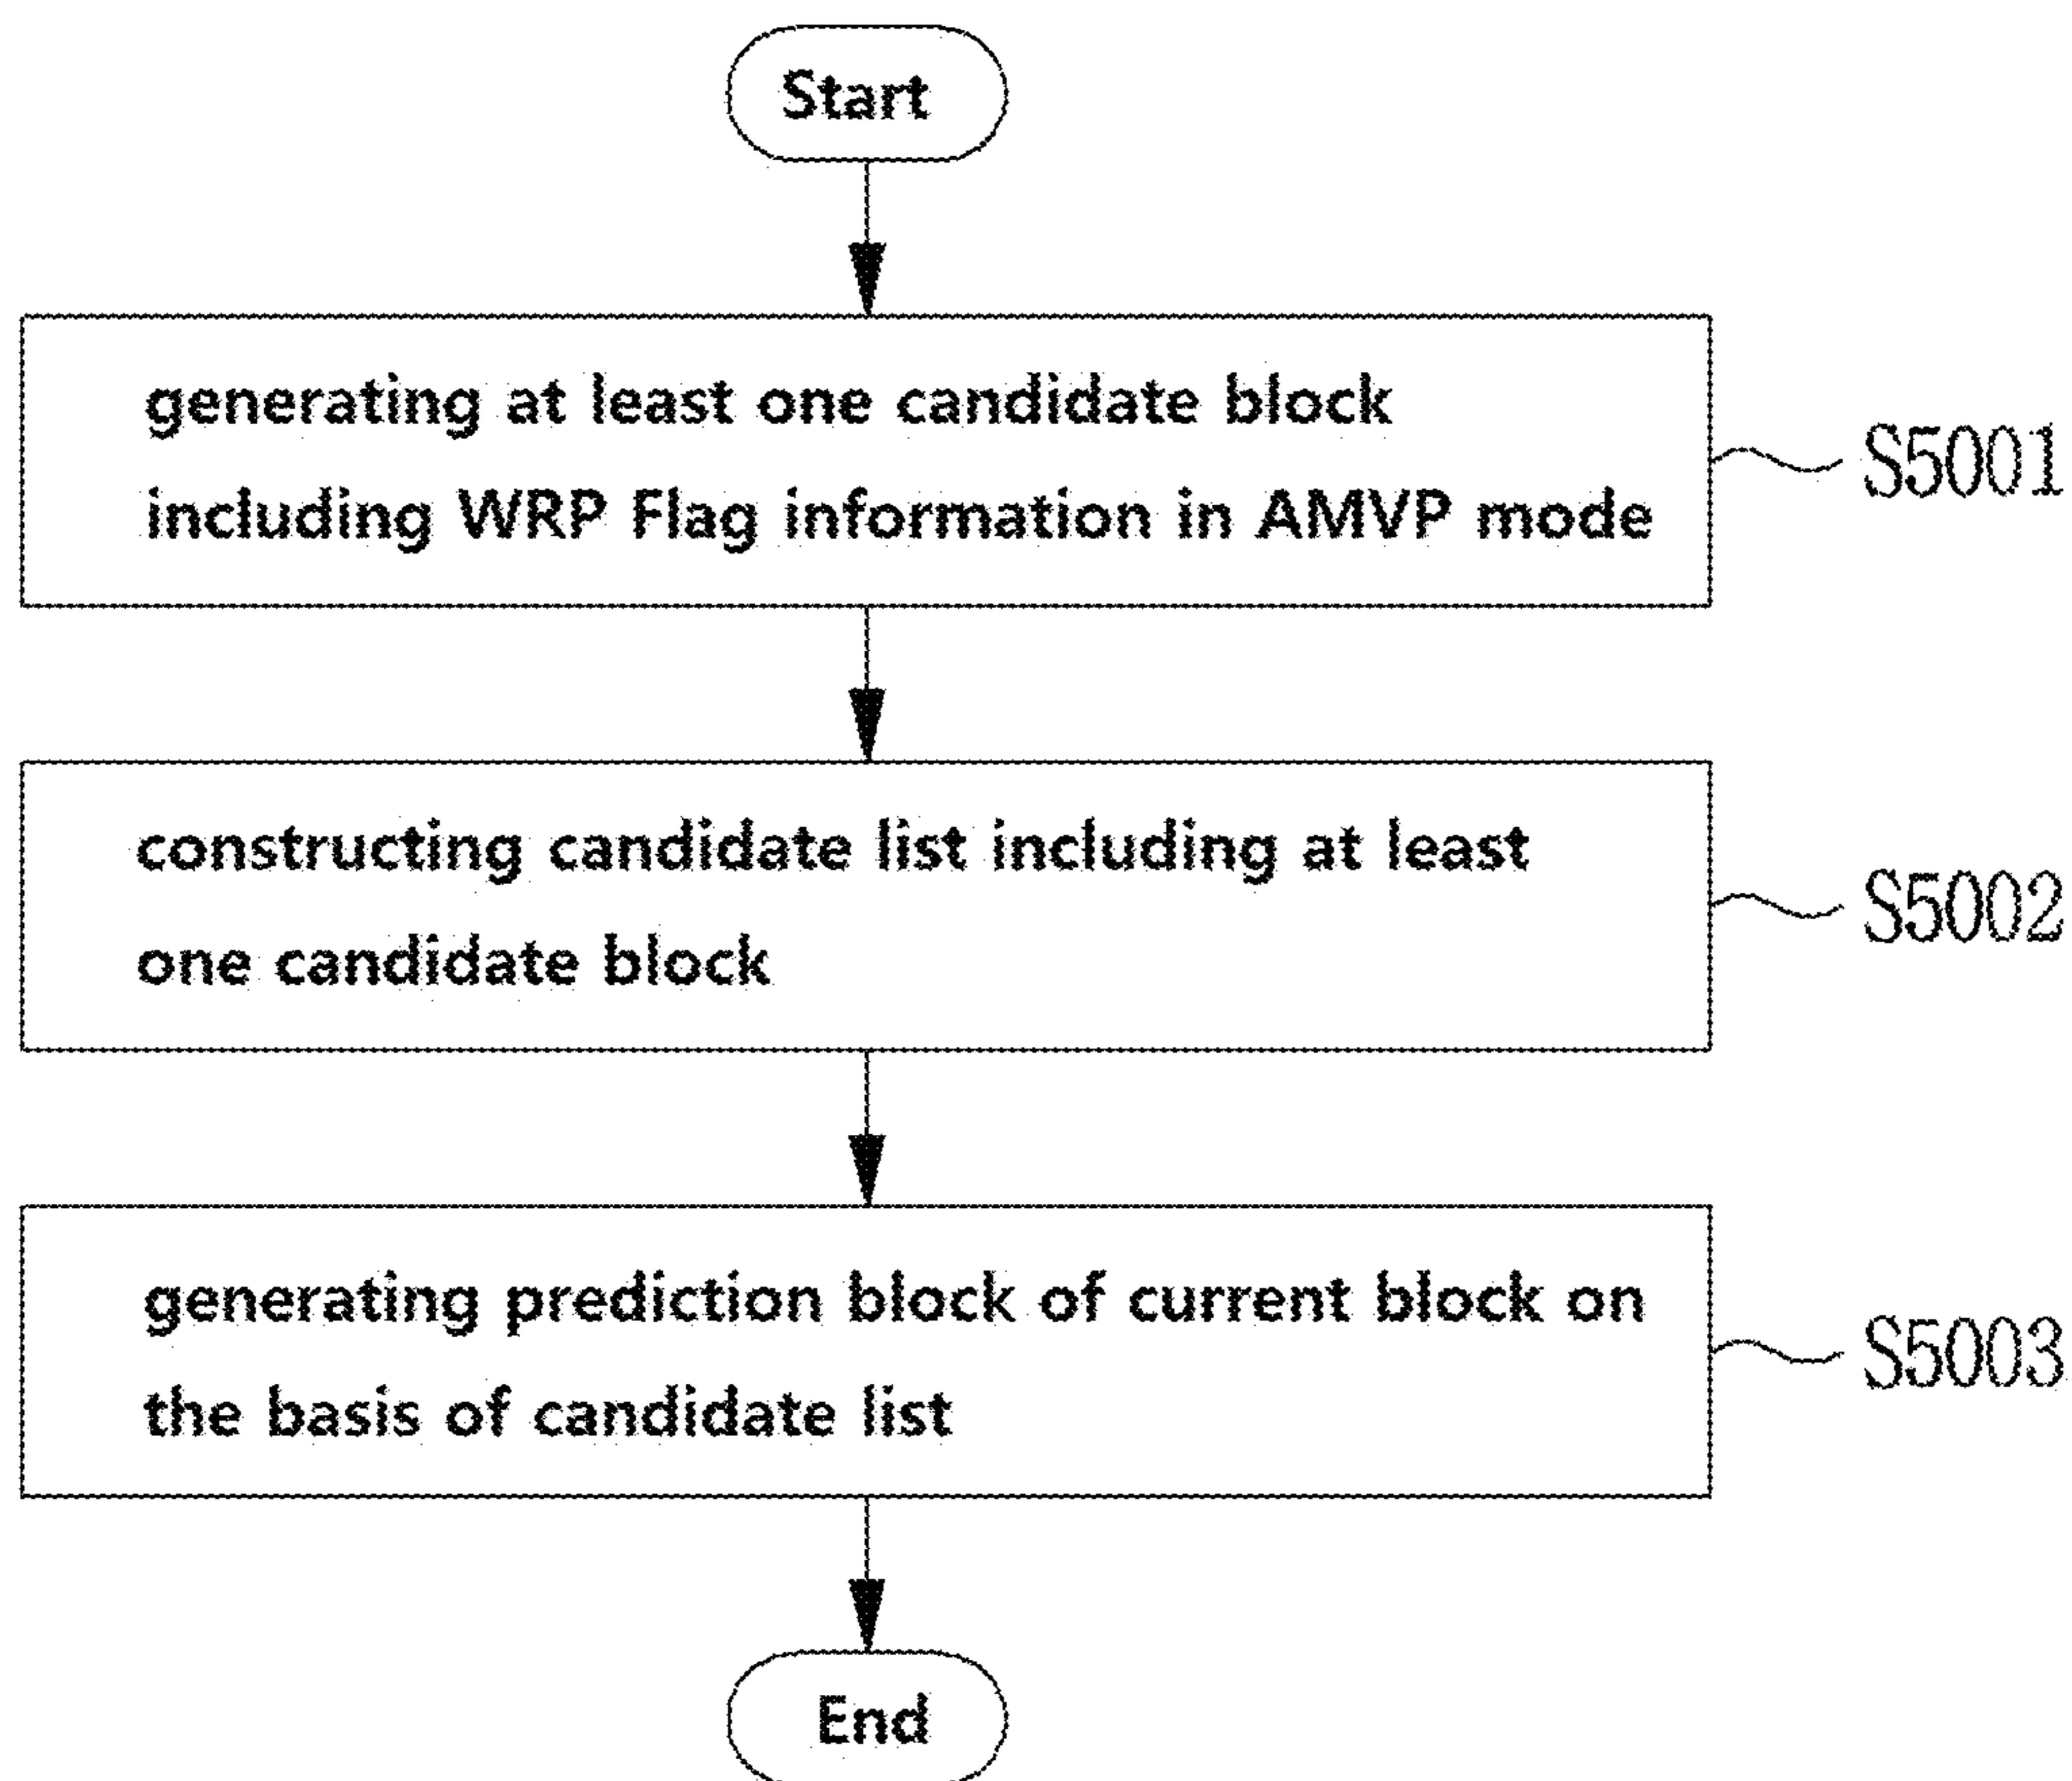 Start
generating at least one candidate block
including WRP Flag information in AMVP mode
S5001
constructing candidate list including at least
one candidate block
S5002
generating prediction block of current block on
the basis of candidate list
S5003
End